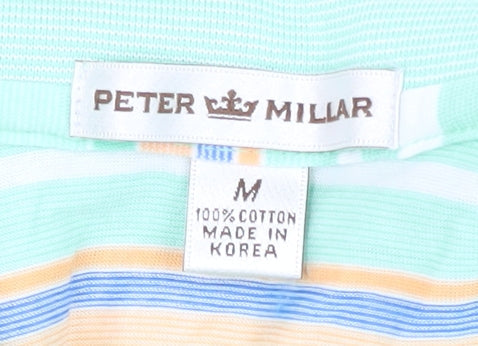 PETER MILLAR
M
100% COTTON
MADE IN
KOREA